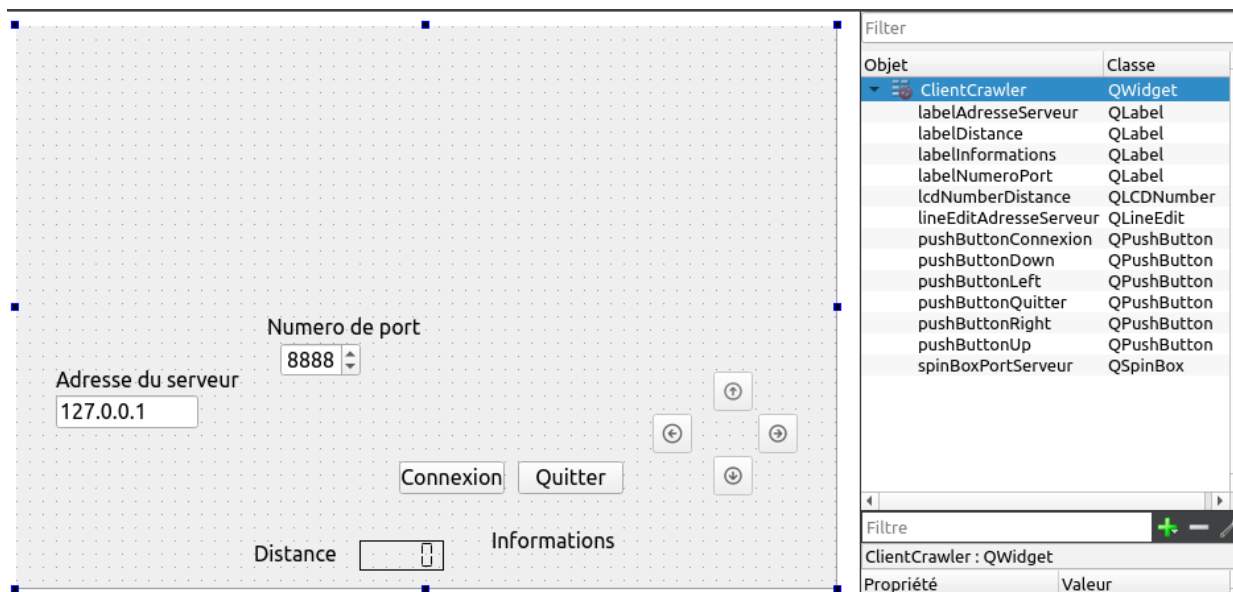 Numero de port
8888
Adresse du serveur
127.0.0.1
Connexion
Quitter
Distance
0
Informations
Filter
Objet Classe
ClientCrawler QWidget
labelAdresseServeur QLabel
labelDistance QLabel
labelInformations QLabel
labelNumeroPort QLabel
lcdNumberDistance QLCDNumber
lineEditAdresseServeur QLineEdit
pushButtonConnexion QPushButton
pushButtonDown QPushButton
pushButtonLeft QPushButton
pushButtonQuitter QPushButton
pushButtonRight QPushButton
pushButtonUp QPushButton
spinBoxPortServeur QSpinBox
Filtre
ClientCrawler : QWidget
Propriété Valeur